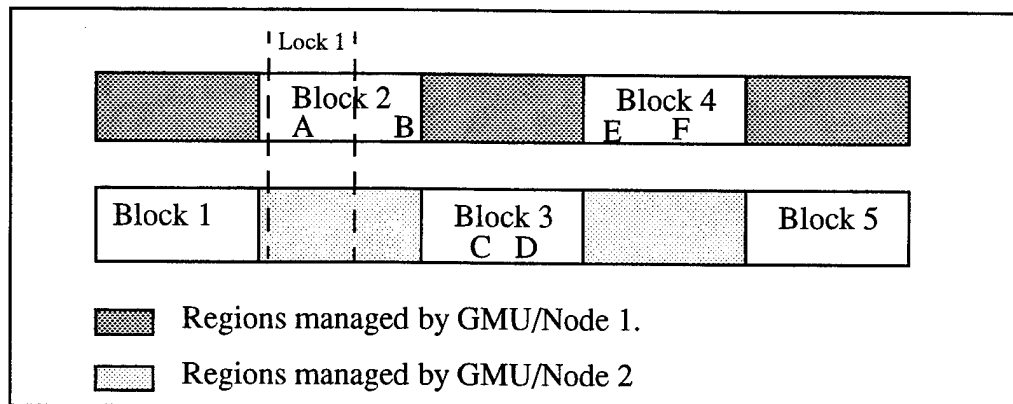 Lock 1
Block 2
Block 4
A
B
E
F
Block 1
Block 3
Block 5
C
D
Regions managed by GMU/Node 1.
Regions managed by GMU/Node 2